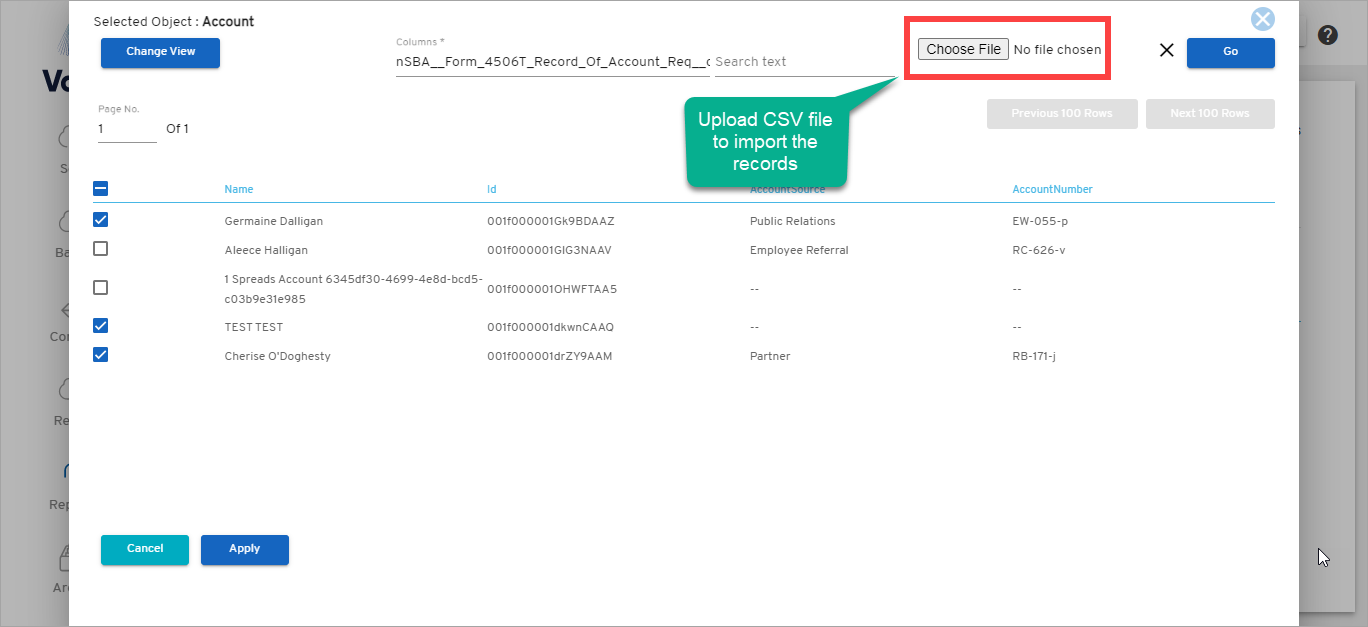 Selected Object : Account
Change View
Columns *
nSBA__Form_4506T_Record_Of_Account_Req__c
Search text
Choose File No file chosen
Go
Upload CSV file
to import the
records
Page No.
1 Of 1
Previous 100 Rows
Next 100 Rows
Name Id AccountSource AccountNumber
Germaine Dalligan 001f000001Gk9BDAAZ Public Relations EW-055-p
Aleece Halligan 001f000001GIG3NAAV Employee Referral RC-626-v
1 Spreads Account 6345df30-4699-4e8d-bcd5-
c03b9e31e985 001f000001OHWFTAA5 -- --
TEST TEST 001f000001dkwnCAAQ -- --
Cherise O'Doghesty 001f000001drZY9AAM Partner RB-171-j
Cancel
Apply